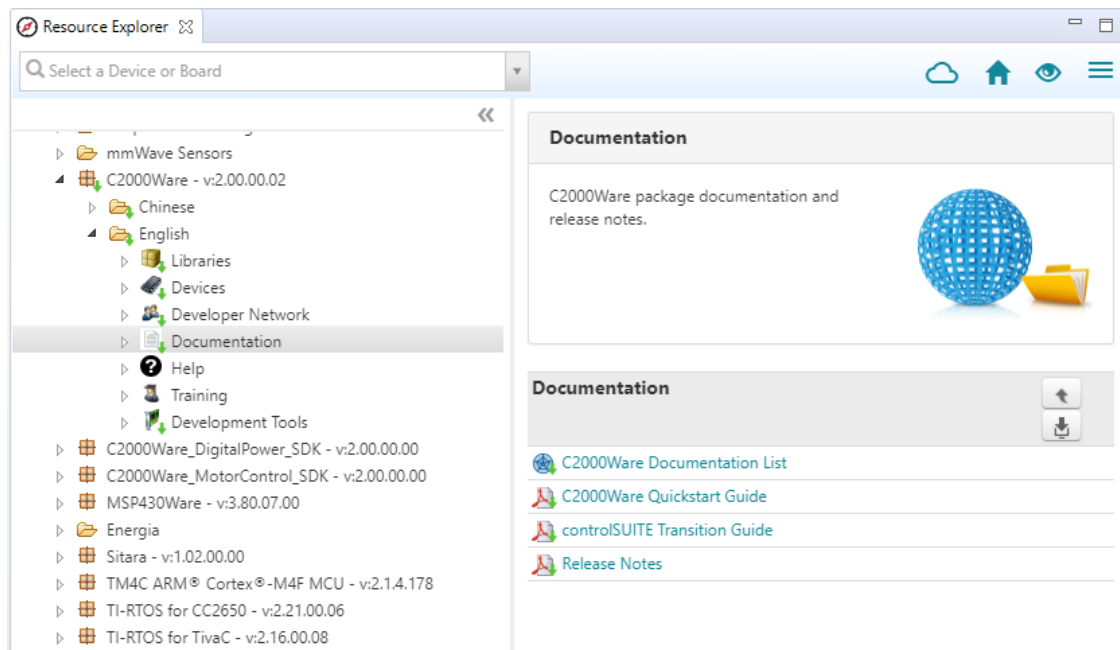 Resource Explorer
Select a Device or Board
mmWave Sensors
C2000Ware - v:2.00.00.02
Chinese
English
Libraries
Devices
Developer Network
Documentation
Help
Training
Development Tools
C2000Ware_DigitalPower_SDK - v:2.00.00.00
C2000Ware_MotorControl_SDK - v:2.00.00.00
MSP430Ware - v:3.80.07.00
Energia
Sitara - v:1.02.00.00
TM4C ARM® Cortex®-M4F MCU - v:2.1.4.178
TI-RTOS for CC2650 - v:2.21.00.06
TI-RTOS for TivaC - v:2.16.00.08
Documentation
C2000Ware package documentation and
release notes.
Documentation
C2000Ware Documentation List
C2000Ware Quickstart Guide
controlSUITE Transition Guide
Release Notes